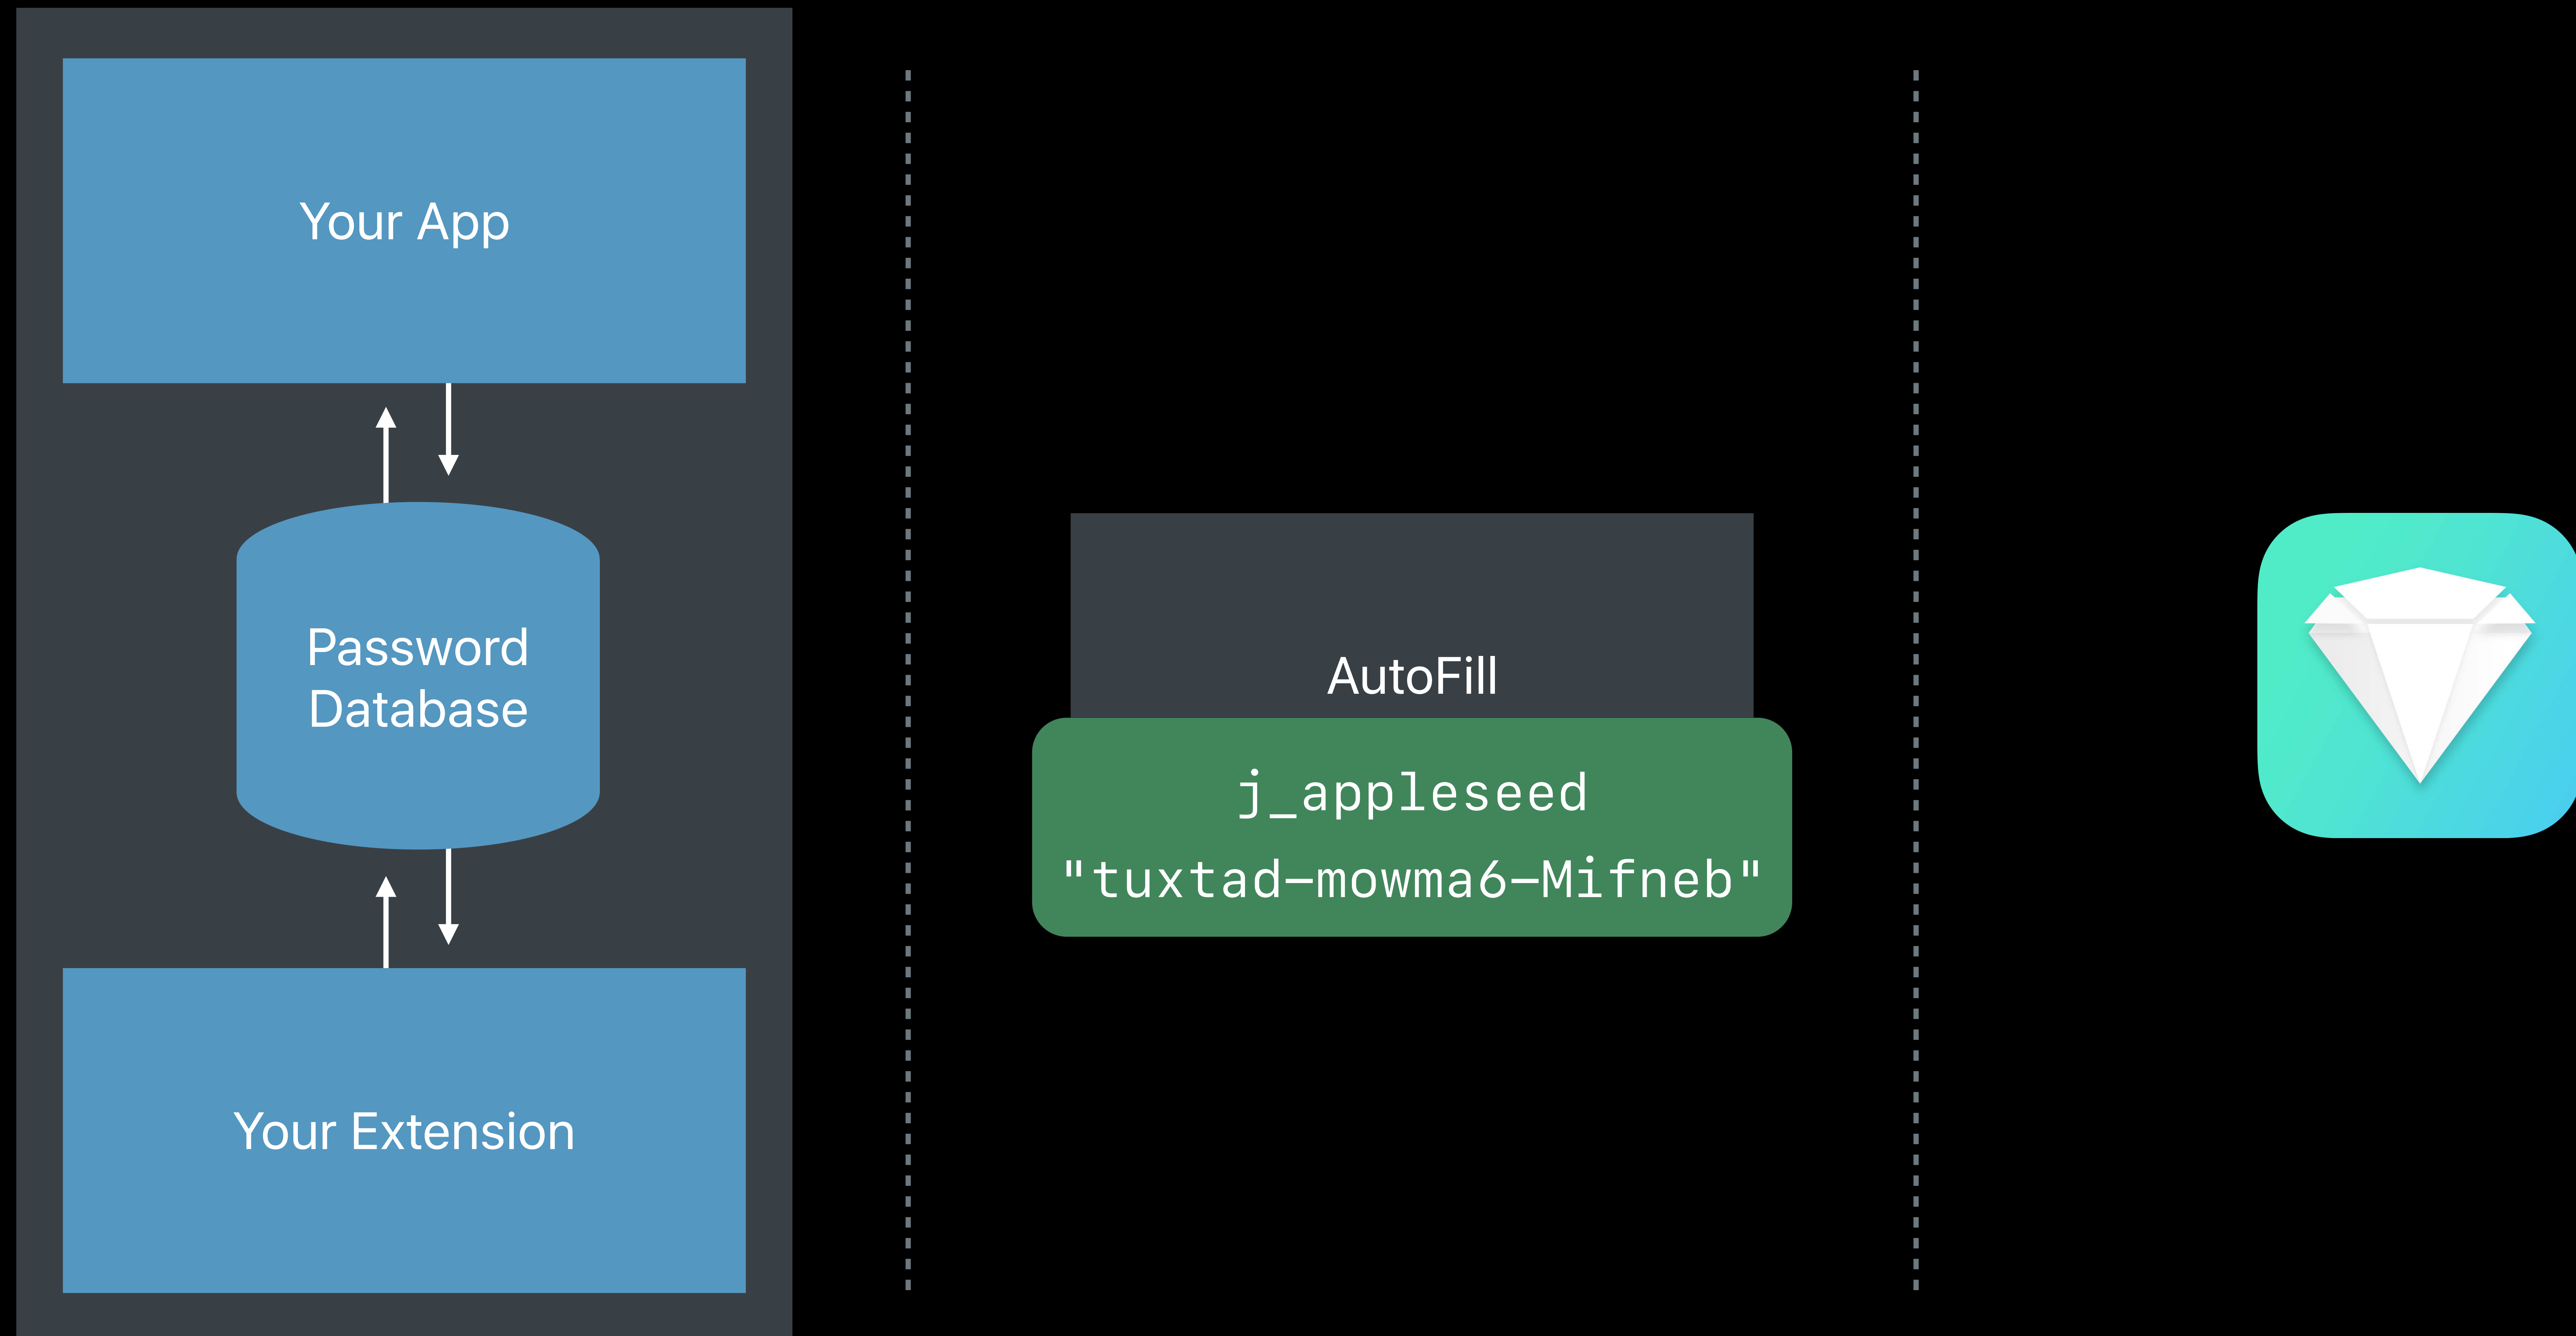 Your App
Password
Database
Your Extension
AutoFill
j_appleseed
"tuxtad-mowma6-Mifneb"